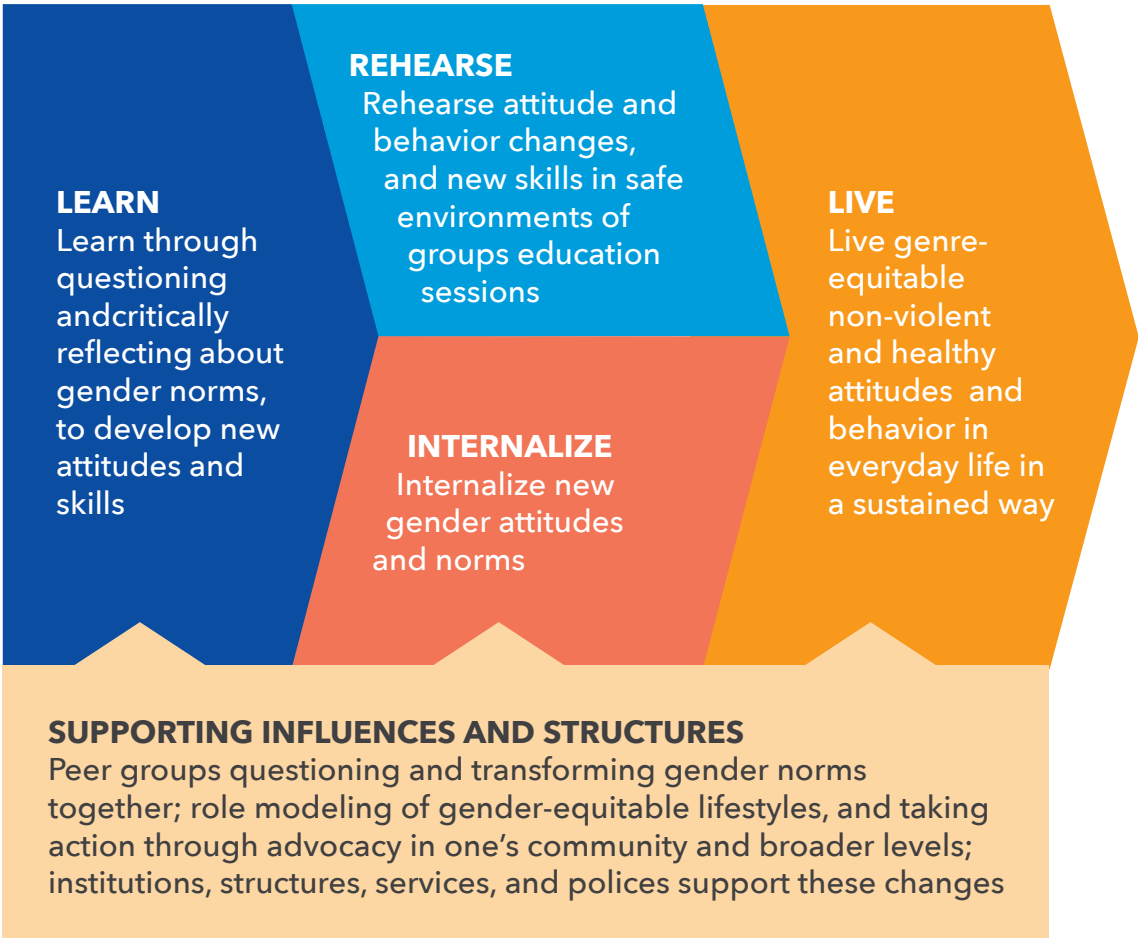 LEARN
Learn through
questioning
andcritically
reflecting about
gender norms,
to develop new
attitudes and
skills
REHEARSE
Rehearse attitude and
behavior changes,
and new skills in safe
environments of
groups education
sessions
INTERNALIZE
Internalize new
gender attitudes
and norms
LIVE
Live genre-
equitable
non-violent
and healthy
attitudes  and
behavior in
everyday life in
a sustained way
SUPPORTING INFLUENCES AND STRUCTURES
Peer groups questioning and transforming gender norms
together; role modeling of gender-equitable lifestyles, and taking
action through advocacy in one’s community and broader levels;
institutions, structures, services, and polices support these changes